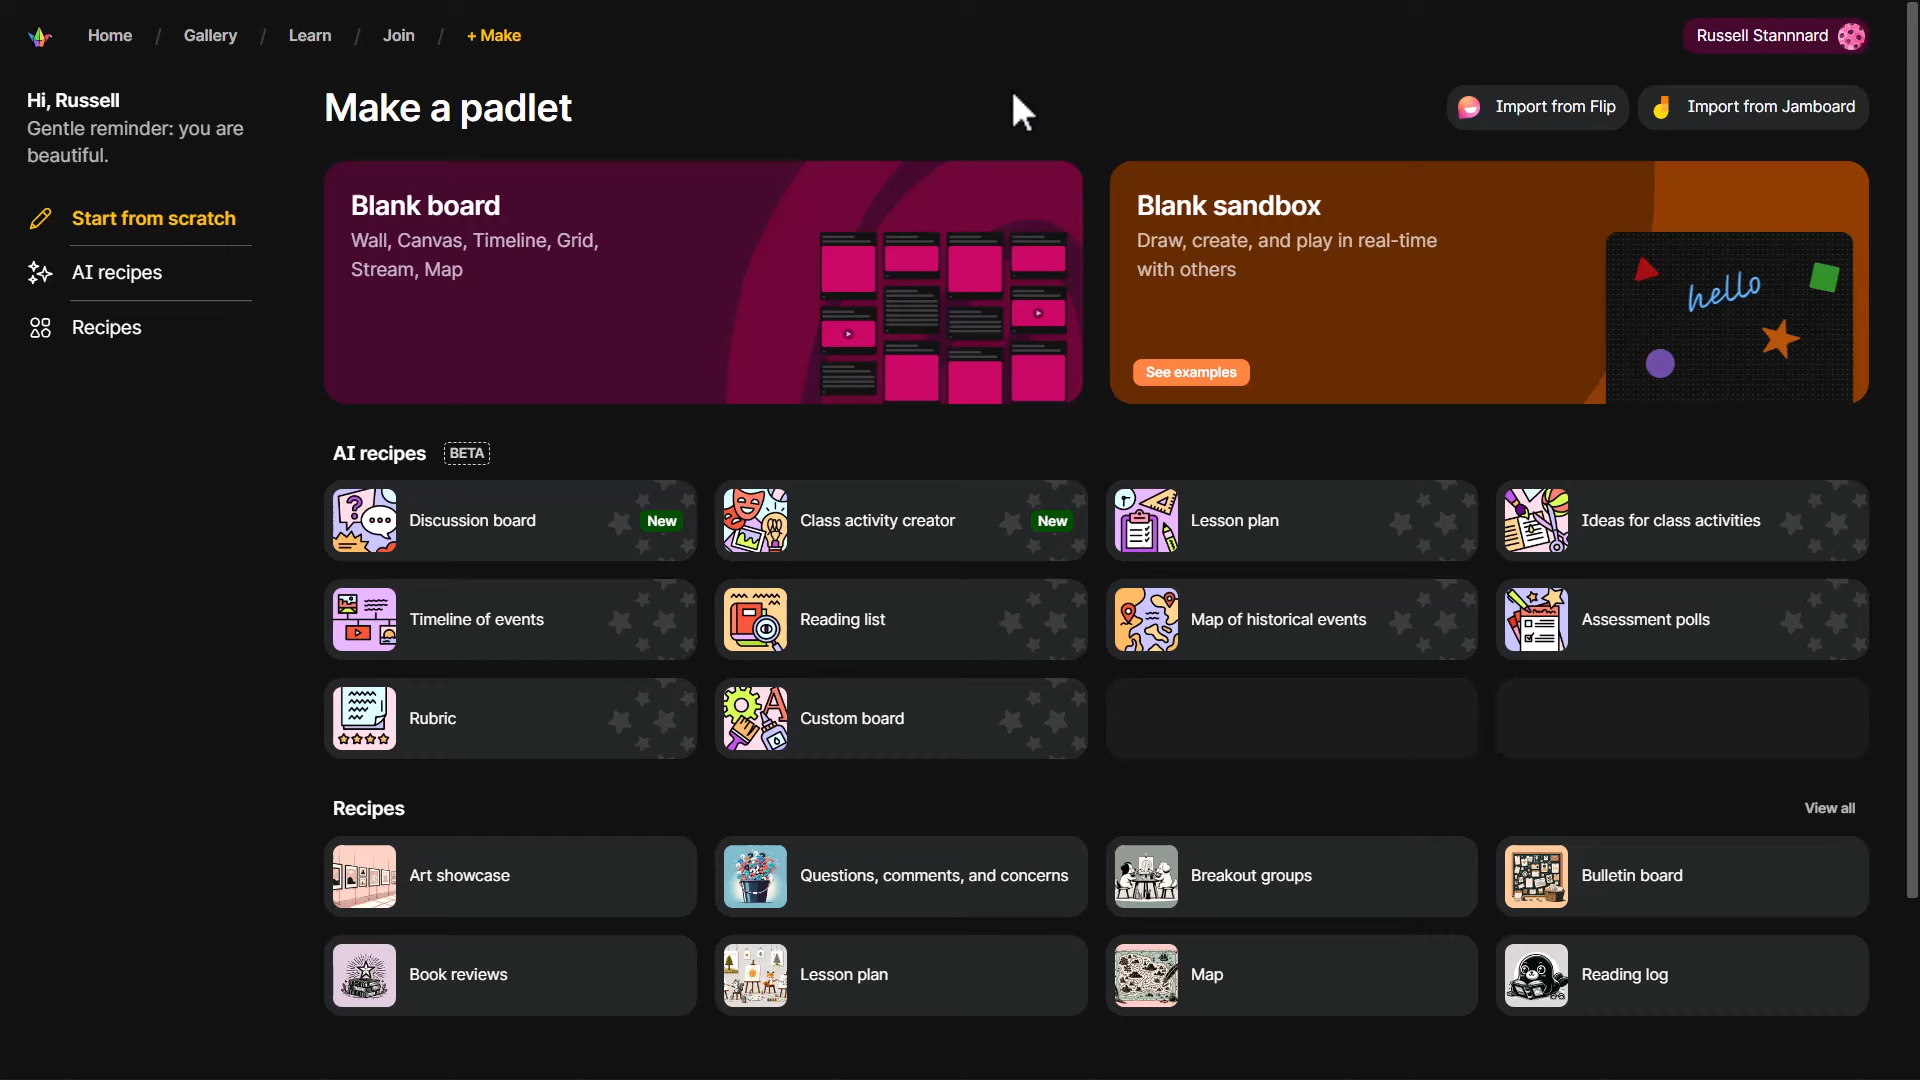 Home / Gallery / Learn / Join / + Make
Russell Stannnard
Hi, Russell
Gentle reminder: you are
beautiful.
Start from scratch
AI recipes
Recipes
Make a padlet
Import from Flip
Import from Jamboard
Blank board
Wall, Canvas, Timeline, Grid,
Stream, Map
Blank sandbox
Draw, create, and play in real-time
with others
See examples
hello
AI recipes BETA
Discussion board New
Class activity creator New
Lesson plan
Ideas for class activities
Timeline of events
Reading list
Map of historical events
Assessment polls
Rubric
Custom board
Recipes
View all
Art showcase
Questions, comments, and concerns
Breakout groups
Bulletin board
Book reviews
Lesson plan
Map
Reading log